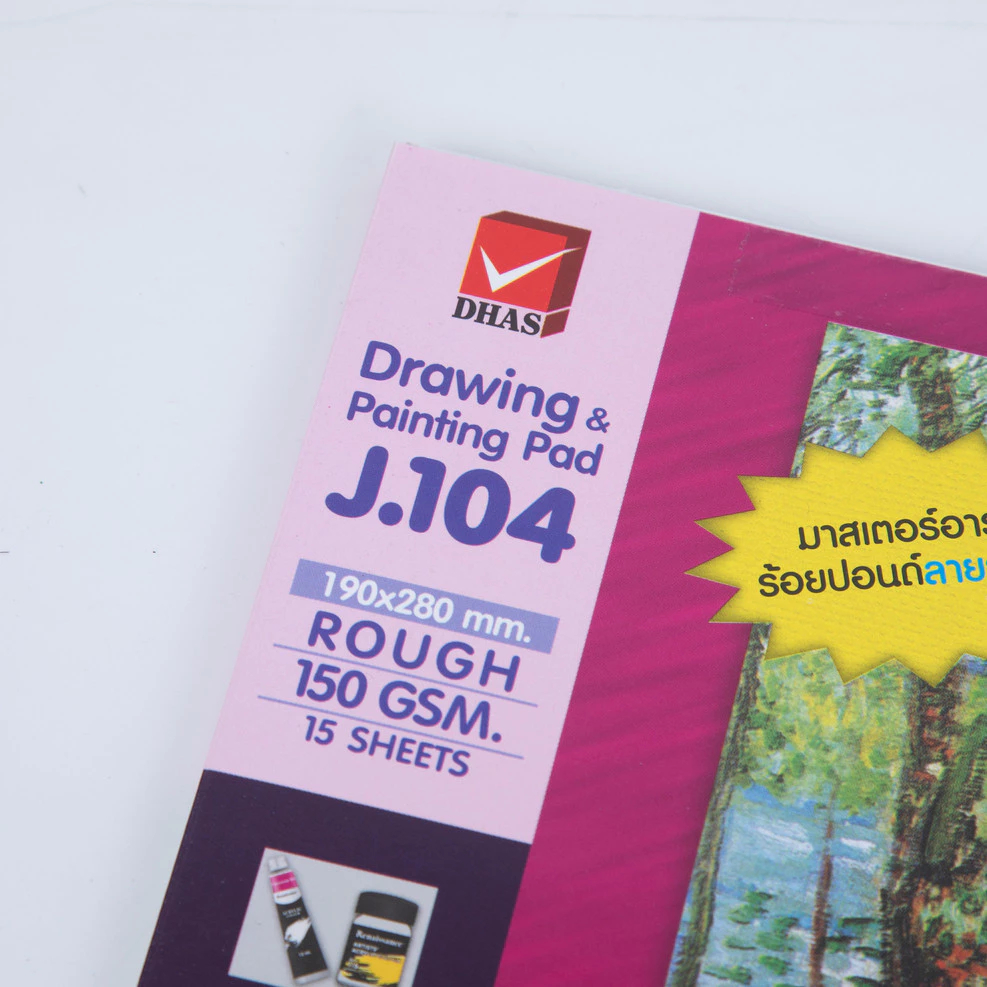 DHAS
Drawing &
Painting Pad
J.104
190x280 mm.
ROUGH
150 GSM.
15 SHEETS
มาสเตอร์อาร
ร้อยปอนด์ลาย
Renaissance